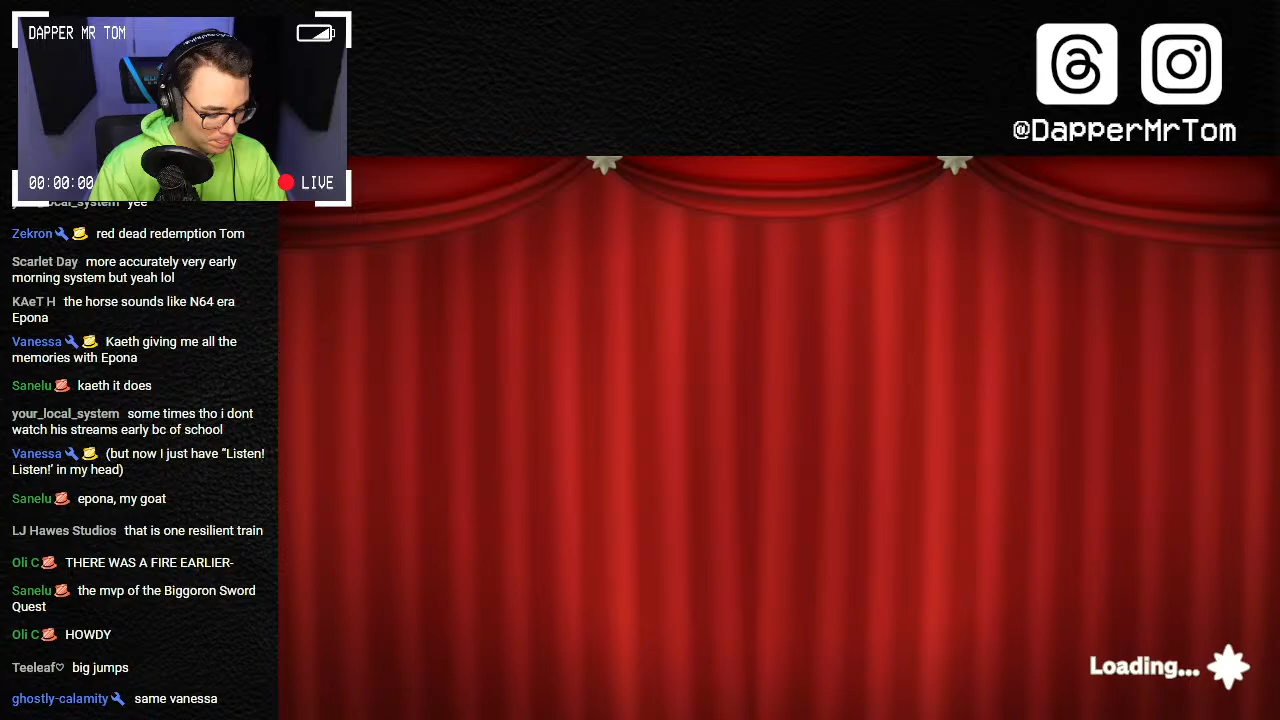 DAPPER MR TOM
00:00:00
LIVE
@DapperMrTom
your_local_system yee
Zekron red dead redemption Tom
Scarlet Day more accurately very early
morning system but yeah lol
KAeT H the horse sounds like N64 era
Epona
Vanessa Kaeth giving me all the
memories with Epona
Sanelu kaeth it does
your_local_system some times tho i dont
watch his streams early bc of school
Vanessa (but now I just have “Listen!
Listen!’ in my head)
Sanelu epona, my goat
LJ Hawes Studios that is one resilient train
Oli C THERE WAS A FIRE EARLIER-
Sanelu the mvp of the Biggoron Sword
Quest
Oli C HOWDY
Teeleaf♡ big jumps
ghostly-calamity same vanessa
Loading...